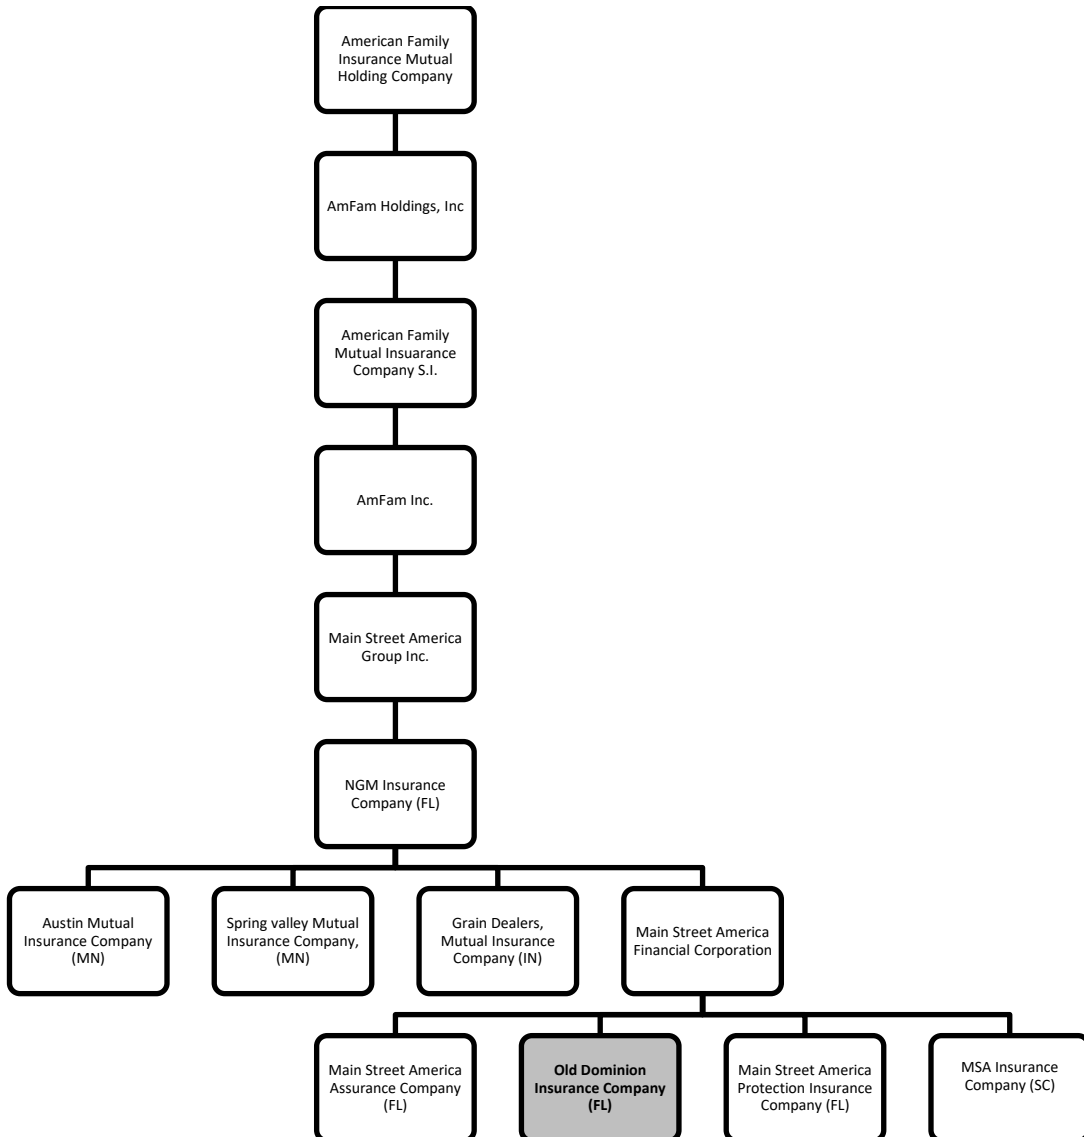 American Family
Insurance Mutual
Holding Company
AmFam Holdings, Inc
American Family
Mutual Insuarance
Company S.I.
AmFam Inc.
Main Street America
Group Inc.
NGM Insurance
Company (FL)
Austin Mutual
Insurance Company
(MN)
Spring valley Mutual
Insurance Company,
(MN)
Grain Dealers,
Mutual Insurance
Company (IN)
Main Street America
Financial Corporation
Main Street America
Assurance Company
(FL)
Old Dominion
Insurance Company
(FL)
Main Street America
Protection Insurance
Company (FL)
MSA Insurance
Company (SC)